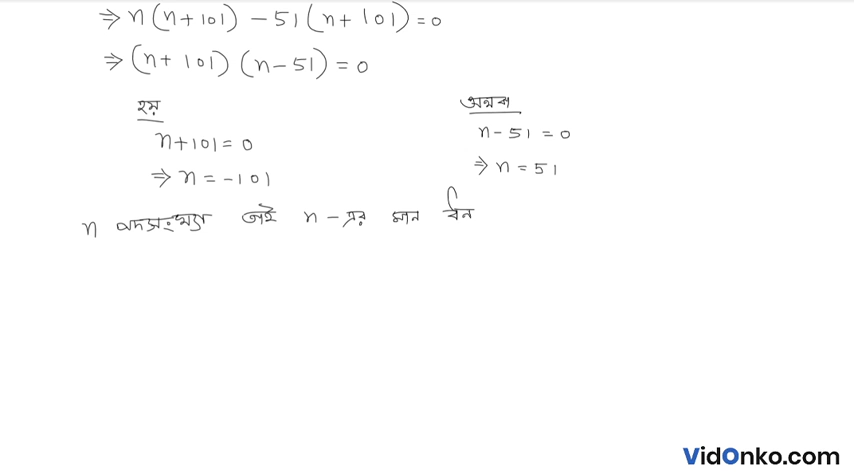 ⇒ n(n+101) - 51(n+101) = 0
⇒ (n+101) (n-51) = 0
হয়
n+101 = 0
⇒ n = -101
অথবা
n-51 = 0
⇒ n = 51
n পদসংখ্যা তাই n-এর মান
VidOnko.com